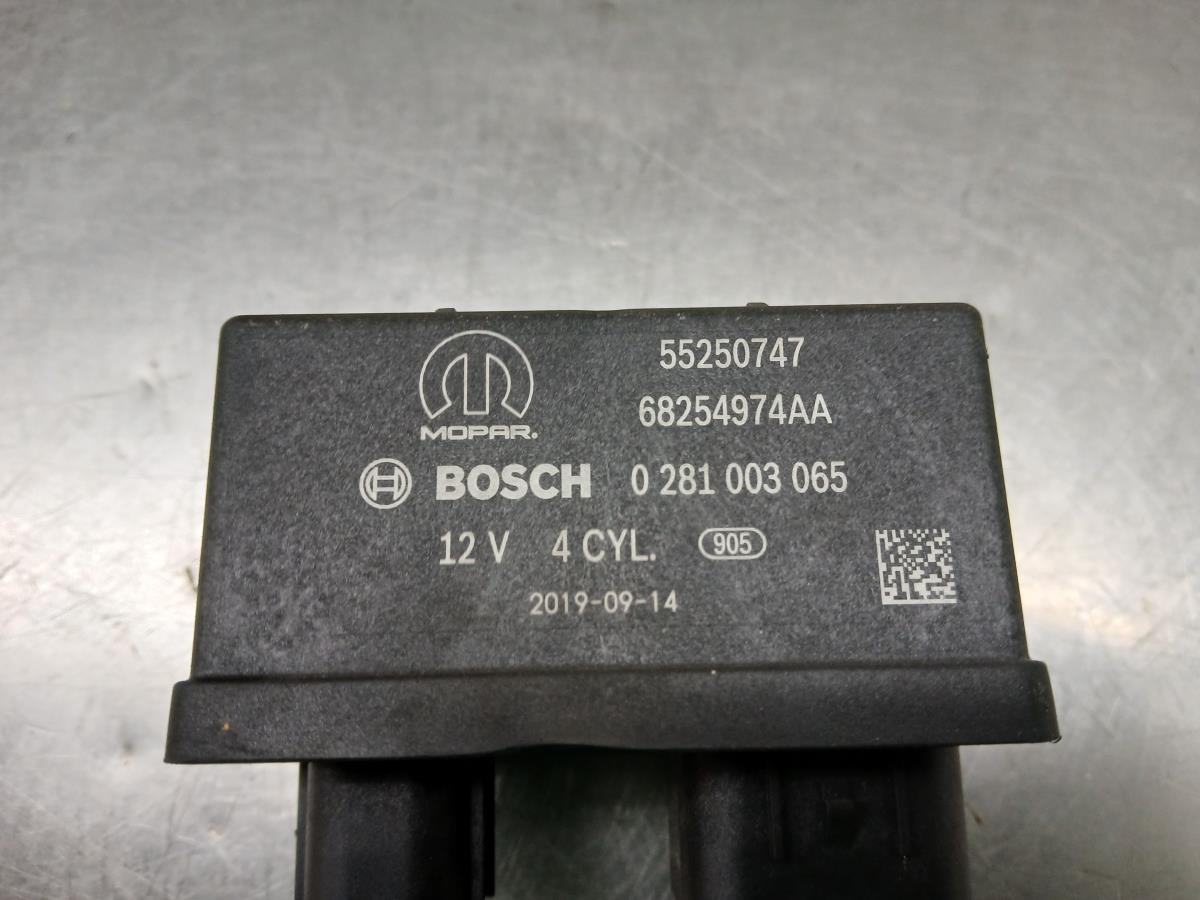 55250747
MOPAR. 68254974AA
BOSCH 0 281 003 065
12 V 4 CYL. 905
2019-09-14